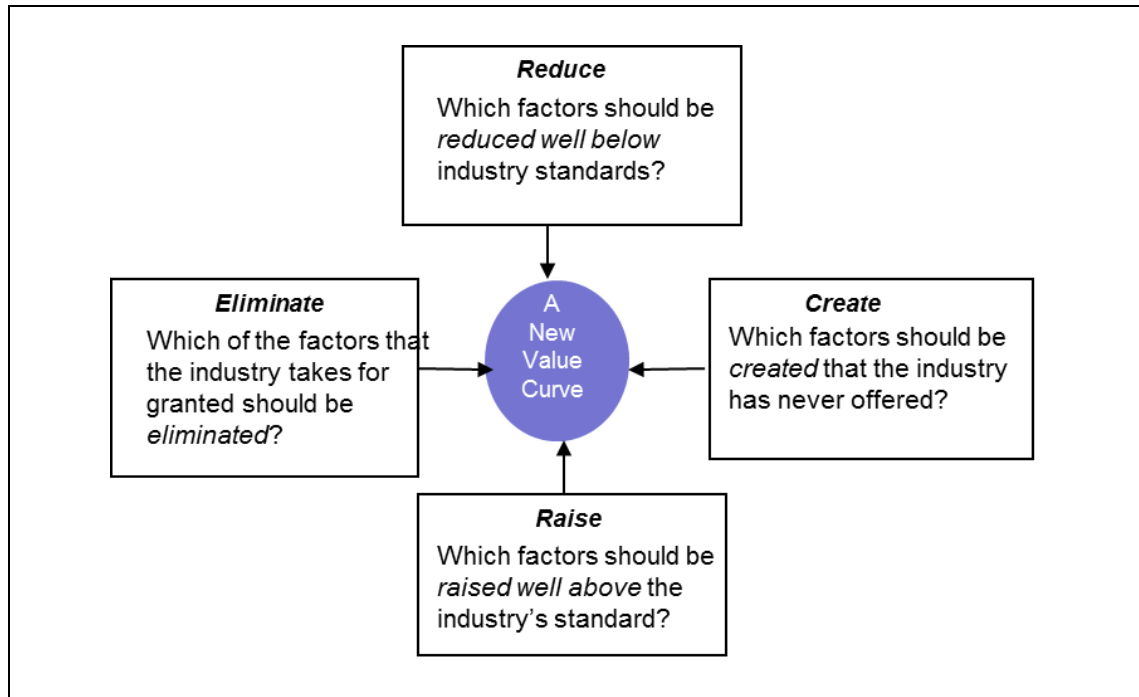 Reduce
Which factors should be
reduced well below
industry standards?
Eliminate
Which of the factors that
the industry takes for
granted should be
eliminated?
A
New
Value
Curve
Create
Which factors should be
created that the industry
has never offered?
Raise
Which factors should be
raised well above the
industry’s standard?